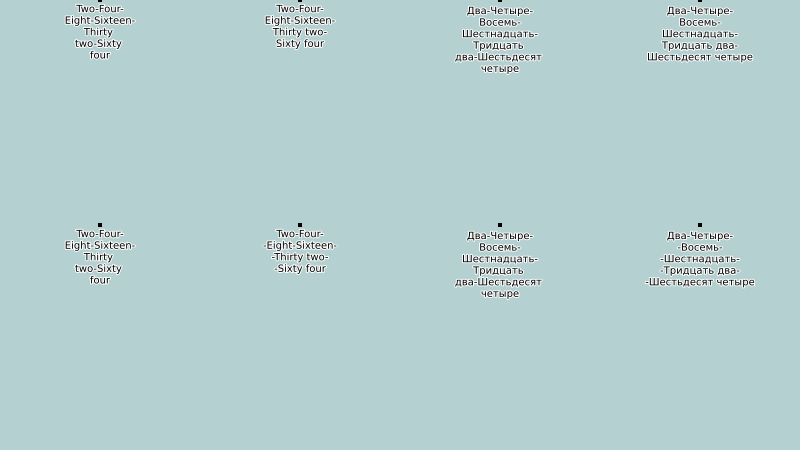 Two-Four-
Eight-Sixteen-
Thirty
two-Sixty
four
Two-Four-
Eight-Sixteen-
Thirty two-
Sixty four
Два-Четыре-
Восемь-
Шестнадцать-
Тридцать
два-Шестьдесят
четыре
Два-Четыре-
Восемь-
Шестнадцать-
Тридцать два-
Шестьдесят четыре
Two-Four-
Eight-Sixteen-
Thirty
two-Sixty
four
Two-Four-
-Eight-Sixteen-
-Thirty two-
-Sixty four
Два-Четыре-
Восемь-
Шестнадцать-
Тридцать
два-Шестьдесят
четыре
Два-Четыре-
-Восемь-
-Шестнадцать-
-Тридцать два-
-Шестьдесят четыре